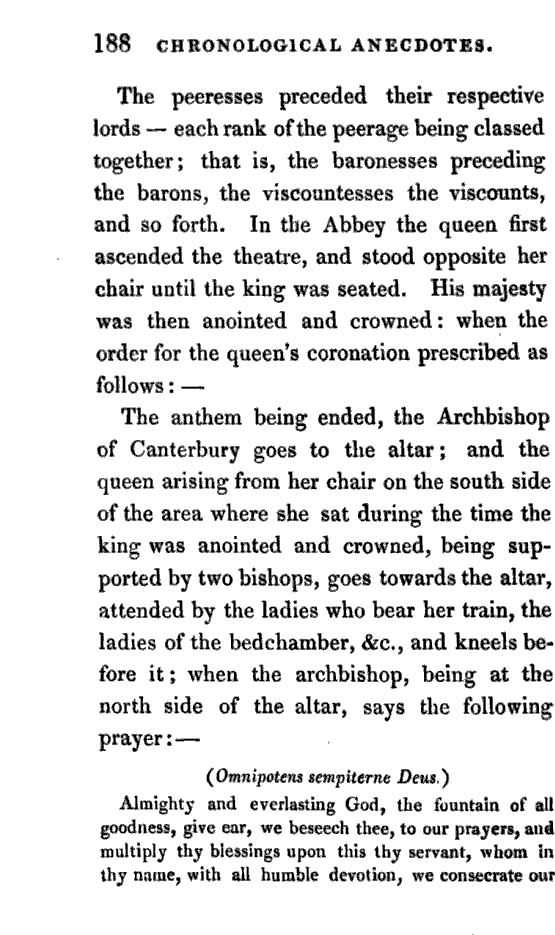 188 CHRONOLOGICAL ANECDOTES.
The peeresses preceded their respective
lords — each rank of the peerage being classed
together; that is, the baronesses preceding
the barons, the viscountesses the viscounts,
and so forth. In the Abbey the queen first
ascended the theatre, and stood opposite her
chair until the king was seated. His majesty
was then anointed and crowned: when the
order for the queen's coronation prescribed as
follows: —
The anthem being ended, the Archbishop
of Canterbury goes to the altar; and the
queen arising from her chair on the south side
of the area where she sat during the time the
king was anointed and crowned, being sup-
ported by two bishops, goes towards the altar,
attended by the ladies who bear her train, the
ladies of the bedchamber, &c., and kneels be-
fore it; when the archbishop, being at the
north side of the altar, says the following
prayer:—
(Omnipotens sempiterne Deus.)
Almighty and everlasting God, the fountain of all
goodness, give ear, we beseech thee, to our prayers, and
multiply thy blessings upon this thy servant, whom in
thy name, with all humble devotion, we consecrate our